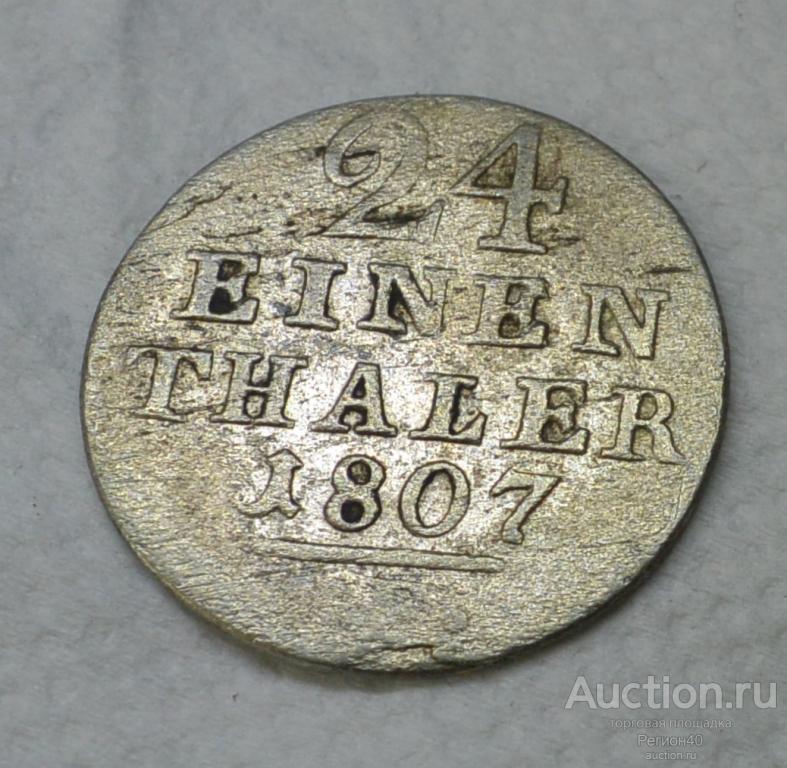 24
EINEN
THALER
1807
Auction.ru
торговая площадка
Регион40
auction.ru